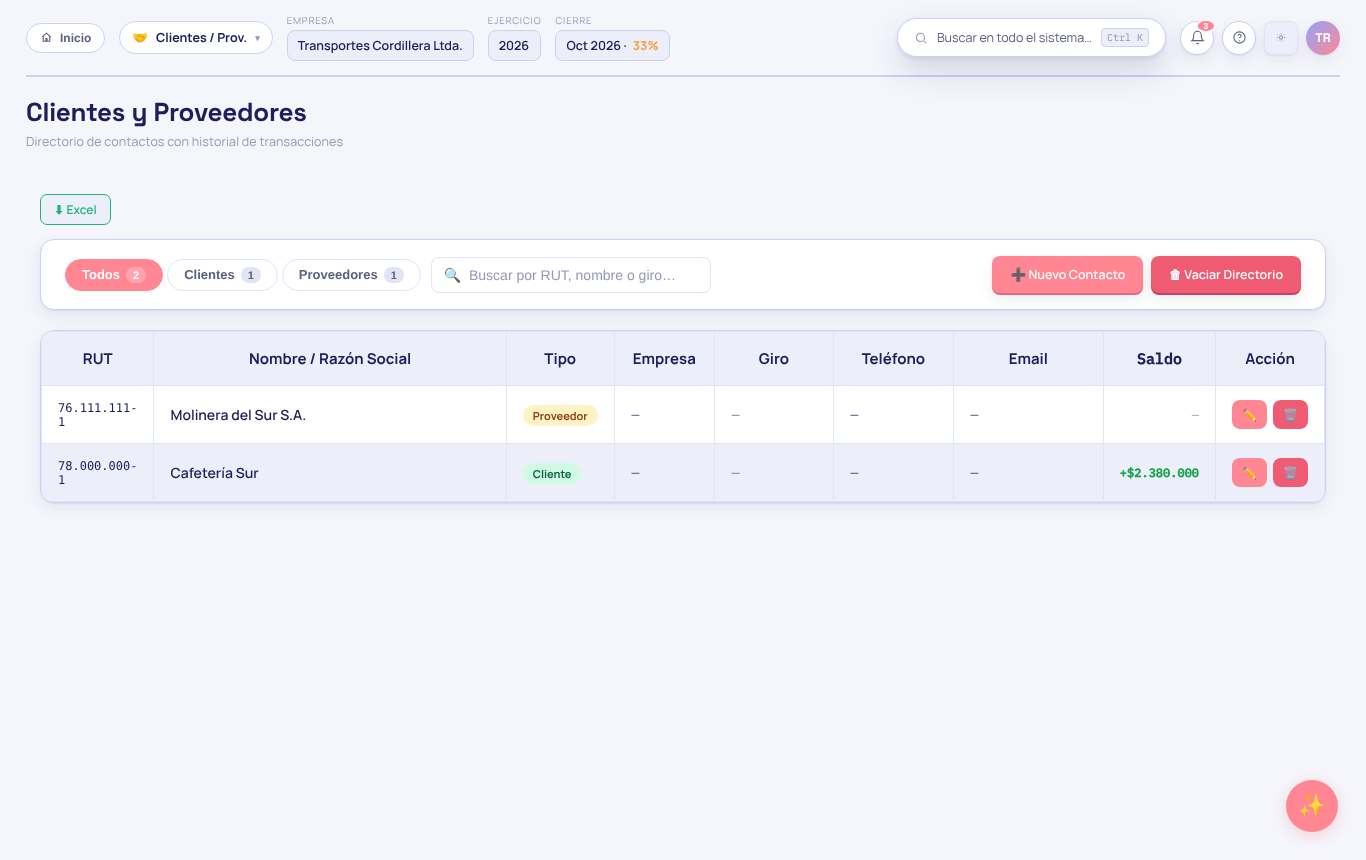 Inicio
Clientes / Prov.
EMPRESA
Transportes Cordillera Ltda.
EJERCICIO
2026
CIERRE
Oct 2026 · 33%
Buscar en todo el sistema... Ctrl K
3
TR
Clientes y Proveedores
Directorio de contactos con historial de transacciones
Excel
Todos 2
Clientes 1
Proveedores 1
Buscar por RUT, nombre o giro...
Nuevo Contacto
Vaciar Directorio
RUT Nombre / Razón Social Tipo Empresa Giro Teléfono Email Saldo Acción
76.111.111-
1
Molinera del Sur S.A. Proveedor — — — — —
78.000.000-
1
Cafetería Sur Cliente — — — — +$2.380.000